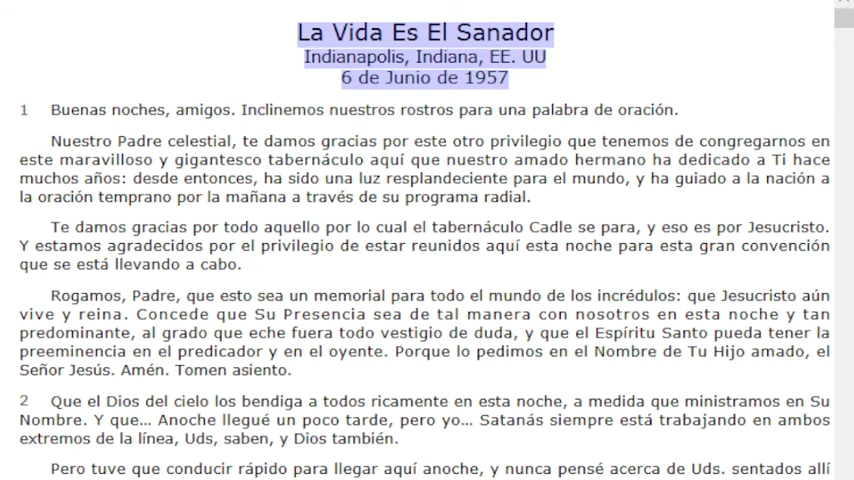 La Vida Es El Sanador
Indianapolis, Indiana, EE. UU
6 de Junio de 1957
1 Buenas noches, amigos. Inclinemos nuestros rostros para una palabra de oración.
Nuestro Padre celestial, te damos gracias por este otro privilegio que tenemos de congregarnos en
este maravilloso y gigantesco tabernáculo aquí que nuestro amado hermano ha dedicado a Ti hace
muchos años: desde entonces, ha sido una luz resplandeciente para el mundo, y ha guiado a la nación a
la oración temprano por la mañana a través de su programa radial.
Te damos gracias por todo aquello por lo cual el tabernáculo Cadle se para, y eso es por Jesucristo.
Y estamos agradecidos por el privilegio de estar reunidos aquí esta noche para esta gran convención
que se está llevando a cabo.
Rogamos, Padre, que esto sea un memorial para todo el mundo de los incrédulos: que Jesucristo aún
vive y reina. Concede que Su Presencia sea de tal manera con nosotros en esta noche y tan
predominante, al grado que eche fuera todo vestigio de duda, y que el Espíritu Santo pueda tener la
preeminencia en el predicador y en el oyente. Porque lo pedimos en el Nombre de Tu Hijo amado, el
Señor Jesús. Amén. Tomen asiento.
2 Que el Dios del cielo los bendiga a todos ricamente en esta noche, a medida que ministramos en Su
Nombre. Y que... Anoche llegué un poco tarde, pero yo... Satanás siempre está trabajando en ambos
extremos de la línea, Uds, saben, y Dios también.
Pero tuve que conducir rápido para llegar aquí anoche, y nunca pensé acerca de Uds. sentados allí